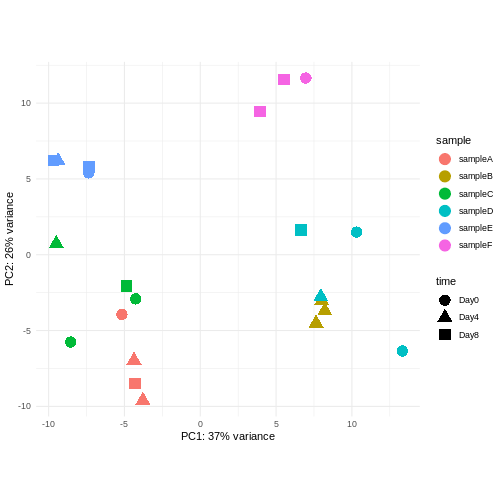 10
5
0
-5
-10
-10
-5
0
5
10
PC1: 37% variance
PC2: 26% variance
sample
sampleA
sampleB
sampleC
sampleD
sampleE
sampleF
time
Day0
Day4
Day8